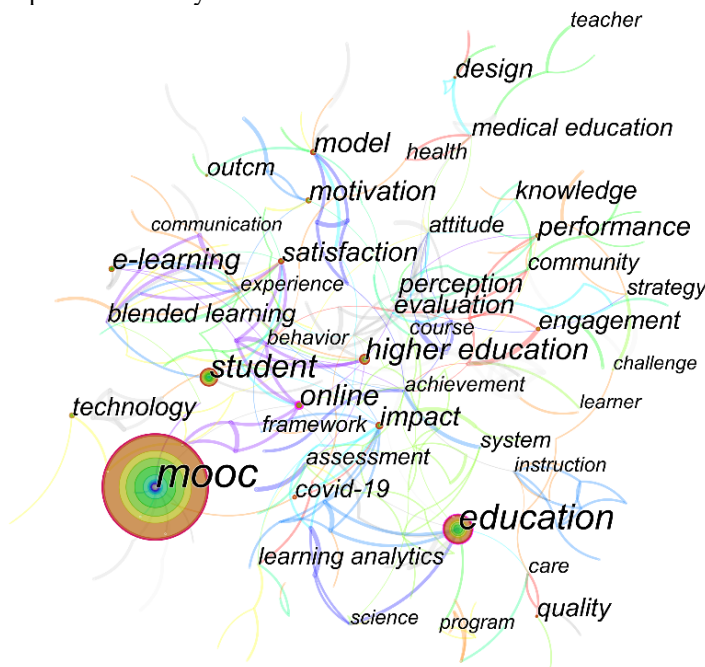 teacher
design
medical education
model
health
outcm
motivation
knowledge
communication
attitude
performance
e-learning
satisfaction
community
experience
perception
strategy
evaluation
blended learning
course
engagement
behavior
higher education
student
challenge
achievement
online
learner
technology
framework
impact
system
assessment
instruction
mooc
covid-19
education
learning analytics
care
science
program
quality